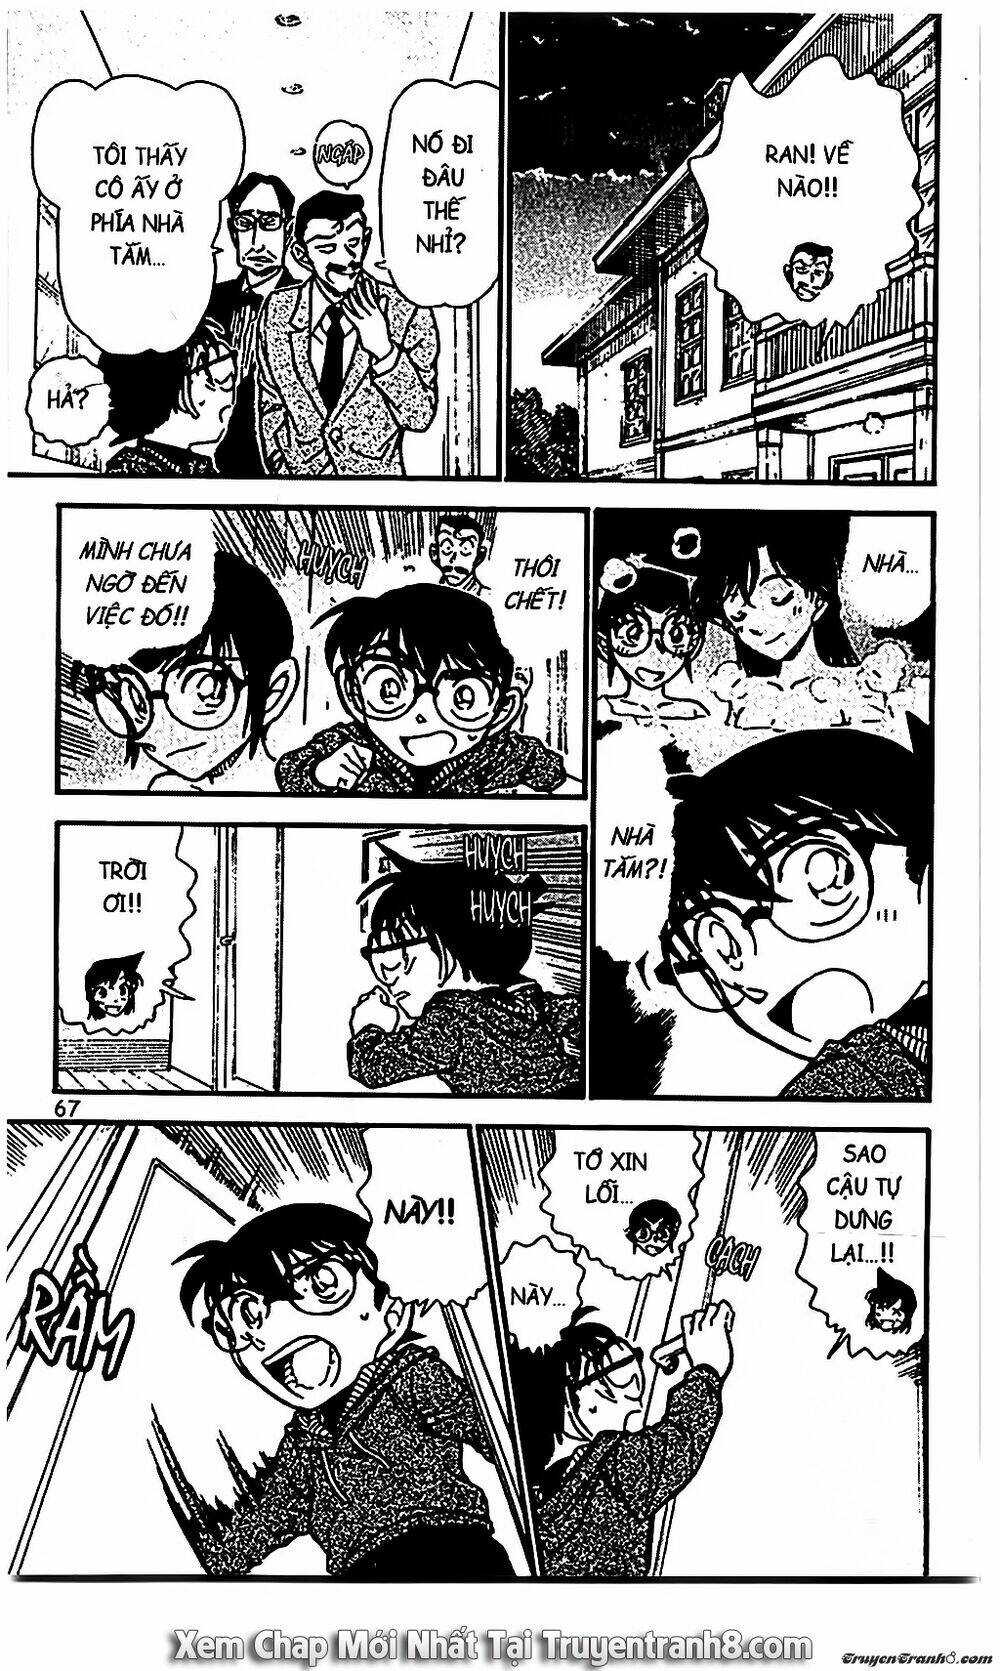 RAN! VỀ
NÀO!!
NÓ ĐI
ĐÂU
THẾ
NHỈ?
NGÁP
TÔI THẤY
CÔ ẤY Ở
PHÍA NHÀ
TẮM...
HẢ?
NHÀ...
NHÀ
TẮM?!
THÔI
CHẾT!
HUỴCH
MÌNH CHƯA
NGỜ ĐẾN
VIỆC ĐÓ!!
HUỴCH
HUỴCH
TRỜI
ƠI!!
67
SAO
CẬU TỰ
DƯNG
LẠI...!!
TỚ XIN
LỖI...
CẠCH
NÀY...
NÀY!!
RẦM
Xem Chap Mới Nhất Tại Truyentranh8.com
TruyenTranh8.com